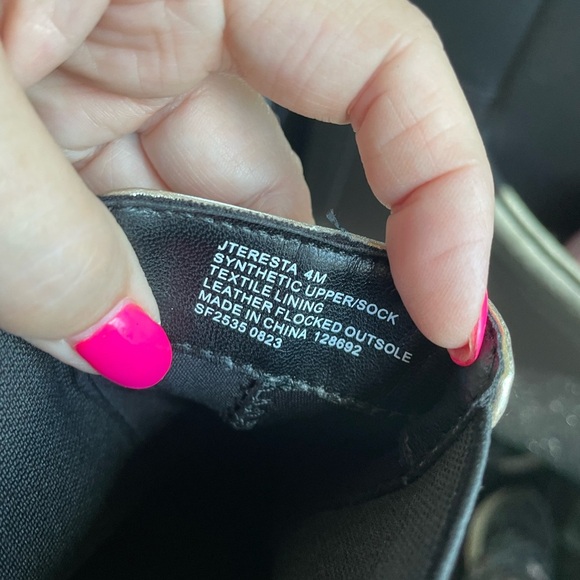 JTERESTA 4M
SYNTHETIC UPPER/SOCK
TEXTILE LINING
LEATHER FLOCKED OUTSOLE
MADE IN CHINA 128692
SF2535 0823